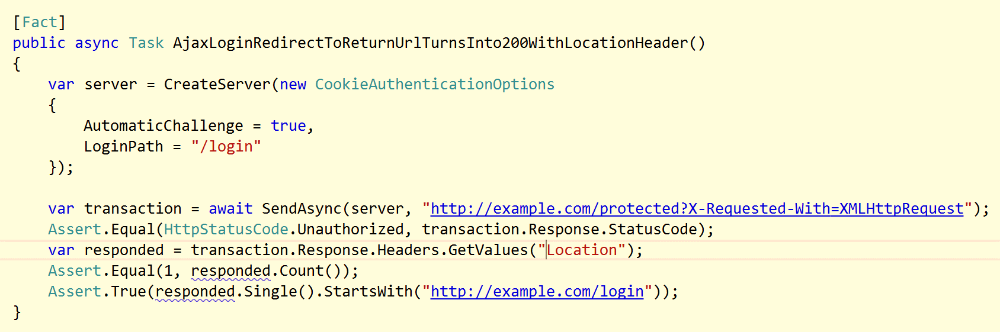 [Fact]
public async Task AjaxLoginRedirectToReturnUrlTurnsInto200WithLocationHeader()
{
    var server = CreateServer(new CookieAuthenticationOptions
    {
        AutomaticChallenge = true,
        LoginPath = "/login"
    });

    var transaction = await SendAsync(server, "http://example.com/protected?X-Requested-With=XMLHttpRequest");
    Assert.Equal(HttpStatusCode.Unauthorized, transaction.Response.StatusCode);
    var responded = transaction.Response.Headers.GetValues("Location");
    Assert.Equal(1, responded.Count());
    Assert.True(responded.Single().StartsWith("http://example.com/login"));
}